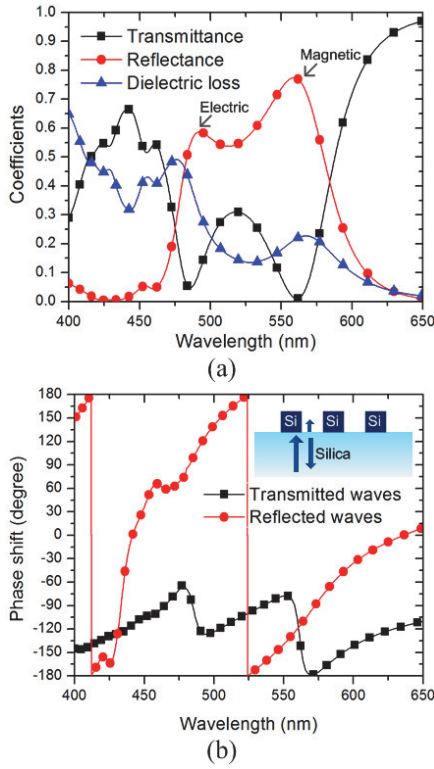 1.0
0.9
0.8
0.7
0.6
0.5
0.4
0.3
0.2
0.1
0.0
Coefficients
Transmittance
Reflectance
Dielectric loss
Electric
Magnetic
400 450 500 550 600 650
Wavelength (nm)
(a)
180
150
120
90
60
30
0
-30
-60
-90
-120
-150
-180
Phase shift (degree)
Si Si Si
Silica
Transmitted waves
Reflected waves
400 450 500 550 600 650
Wavelength (nm)
(b)